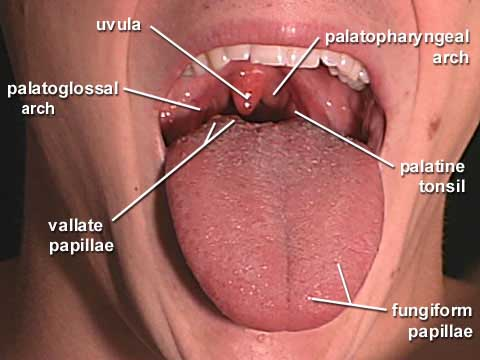 uvula
palatopharyngeal
arch
palatoglossal
arch
palatine
tonsil
vallate
papillae
fungiform
papillae